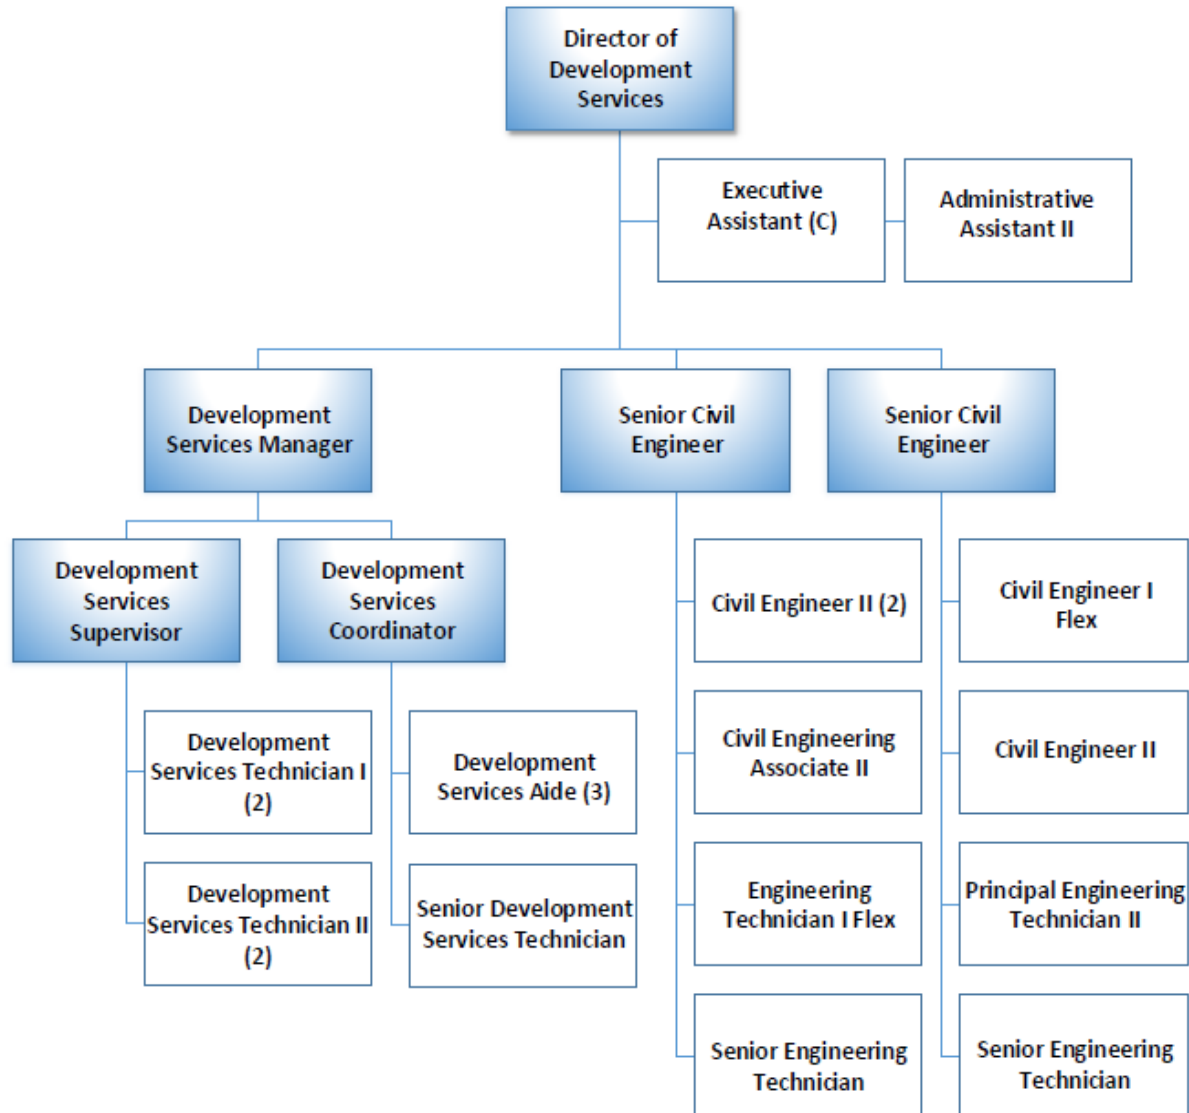 Director of
Development
Services
Executive
Assistant (C)
Administrative
Assistant II
Development
Services Manager
Senior Civil
Engineer
Senior Civil
Engineer
Development
Services
Supervisor
Development
Services
Coordinator
Civil Engineer II (2)
Civil Engineer I
Flex
Development
Services Technician I
(2)
Development
Services Aide (3)
Civil Engineering
Associate II
Civil Engineer II
Development
Services Technician II
(2)
Senior Development
Services Technician
Engineering
Technician I Flex
Principal Engineering
Technician II
Senior Engineering
Technician
Senior Engineering
Technician